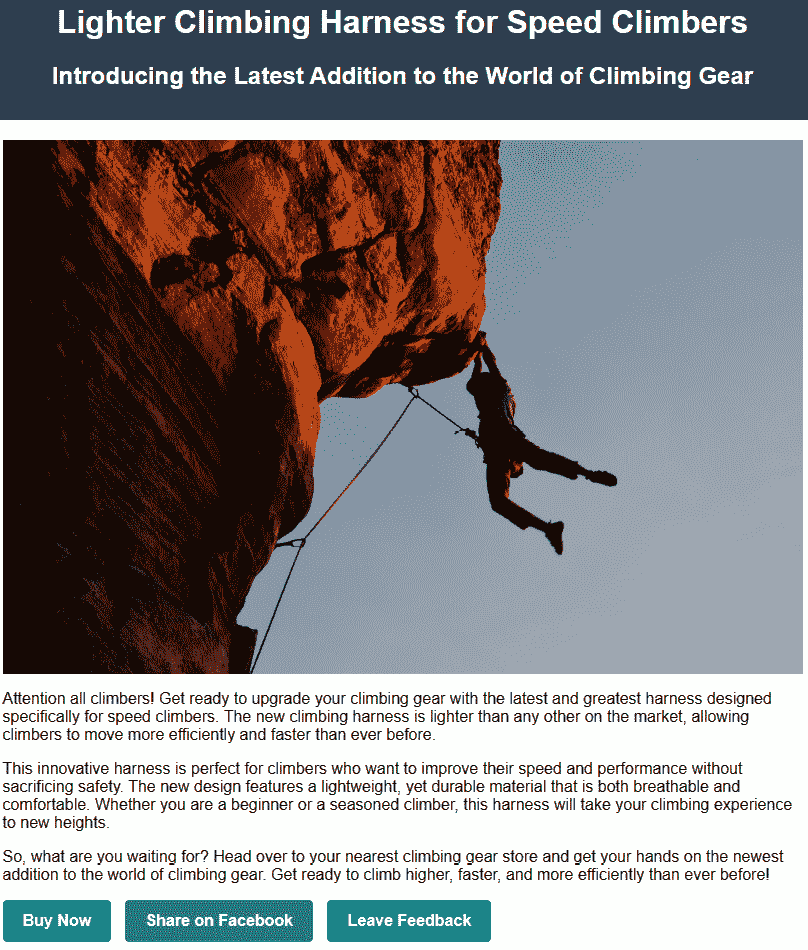 Lighter Climbing Harness for Speed Climbers
Introducing the Latest Addition to the World of Climbing Gear
Attention all climbers! Get ready to upgrade your climbing gear with the latest and greatest harness designed
specifically for speed climbers. The new climbing harness is lighter than any other on the market, allowing
climbers to move more efficiently and faster than ever before.
This innovative harness is perfect for climbers who want to improve their speed and performance without
sacrificing safety. The new design features a lightweight, yet durable material that is both breathable and
comfortable. Whether you are a beginner or a seasoned climber, this harness will take your climbing experience
to new heights.
So, what are you waiting for? Head over to your nearest climbing gear store and get your hands on the newest
addition to the world of climbing gear. Get ready to climb higher, faster, and more efficiently than ever before!
Buy Now
Share on Facebook
Leave Feedback